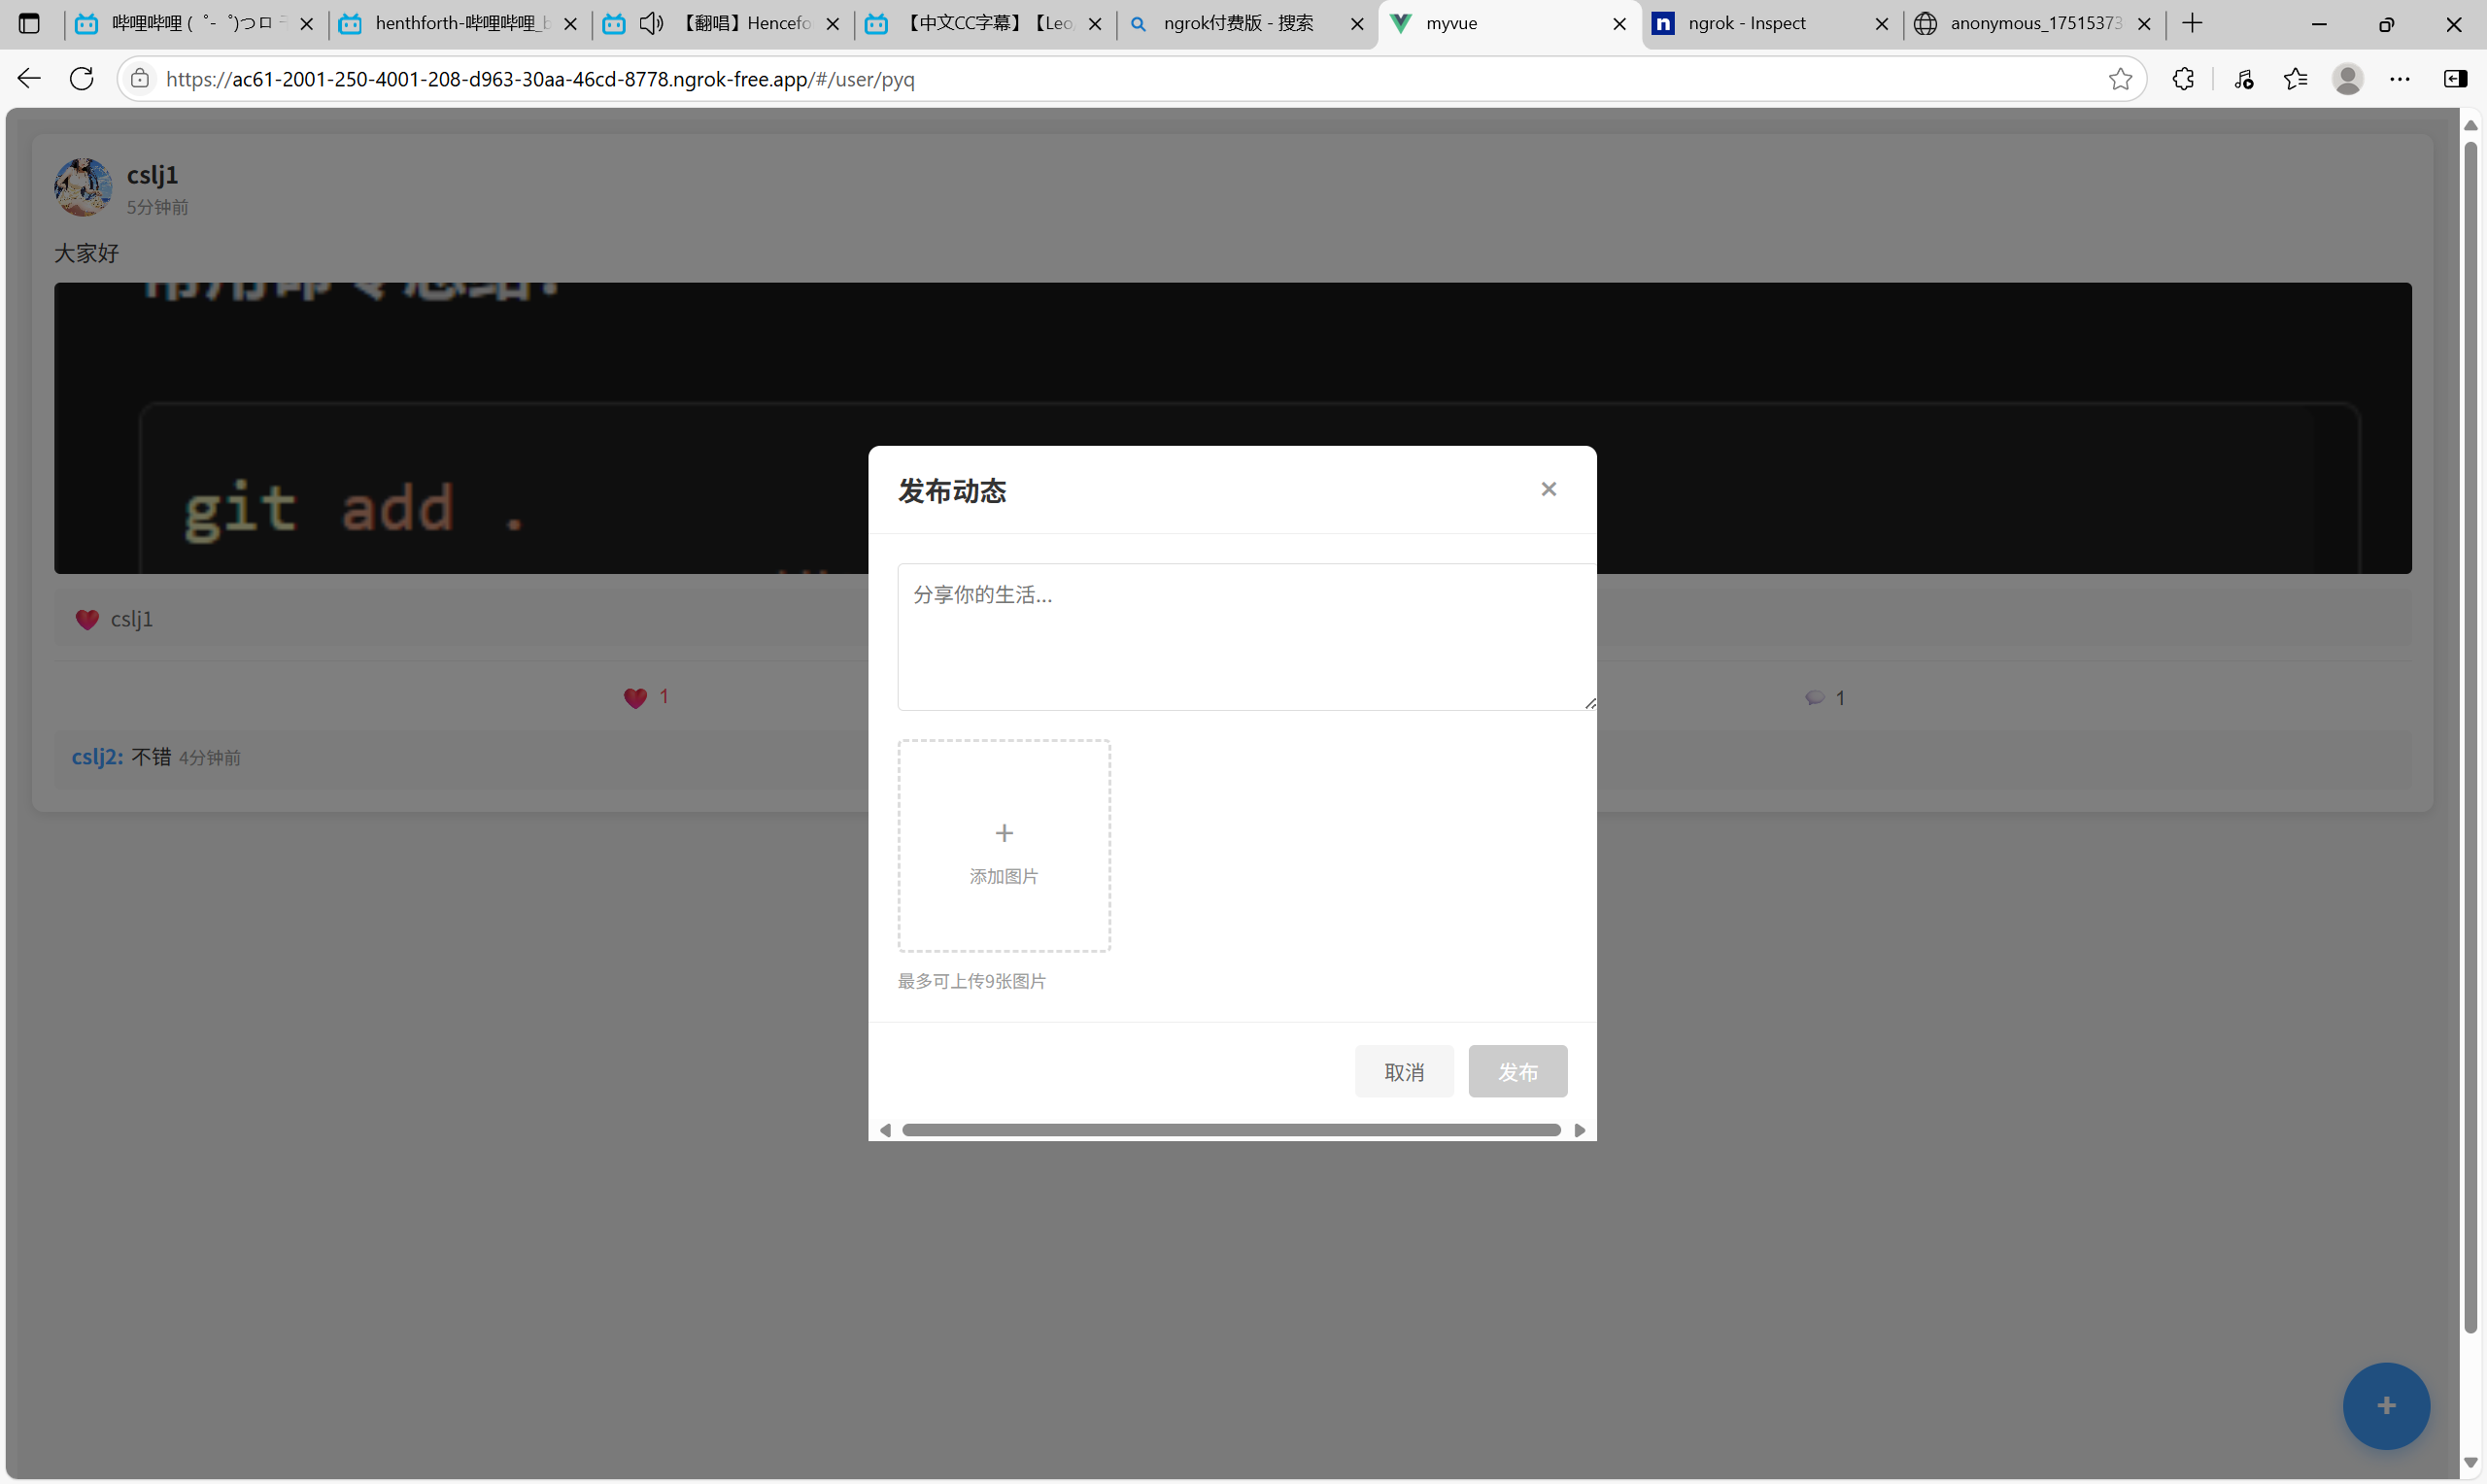 哔哩哔哩 (゜-゜)つロ
henthforth-哔哩哔哩_b
【翻唱】Hencefo
【中文CC字幕】【Leo
ngrok付费版 - 搜索
myvue
ngrok - Inspect
anonymous_17515373
https://ac61-2001-250-4001-208-d963-30aa-46cd-8778.ngrok-free.app/#/user/pyq
cslj1
5分钟前
大家好
git add .
cslj1
1
1
cslj2: 不错 4分钟前
发布动态
×
分享你的生活...
+
添加图片
最多可上传9张图片
取消
发布
+